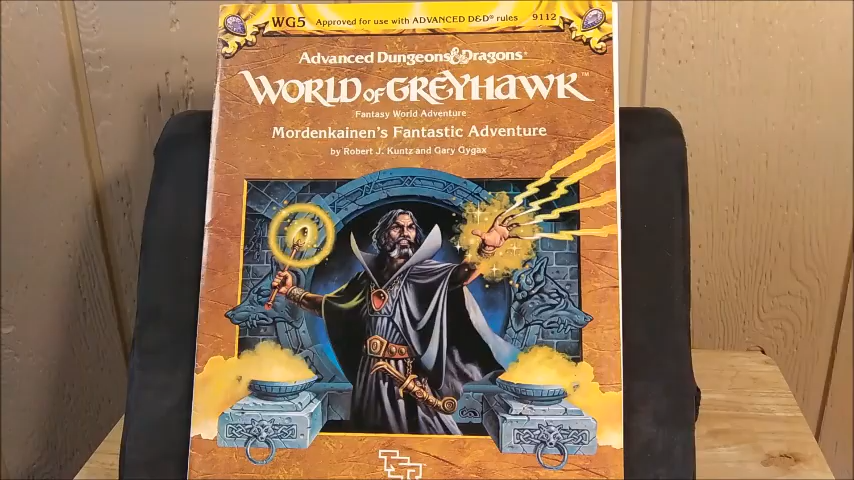 WG5 Approved for use with ADVANCED D&D® rules 9112
Advanced Dungeons & Dragons®
WORLD OF GREYHAWK™
Fantasy World Adventure
Mordenkainen's Fantastic Adventure
by Robert J. Kuntz and Gary Gygax
TSR